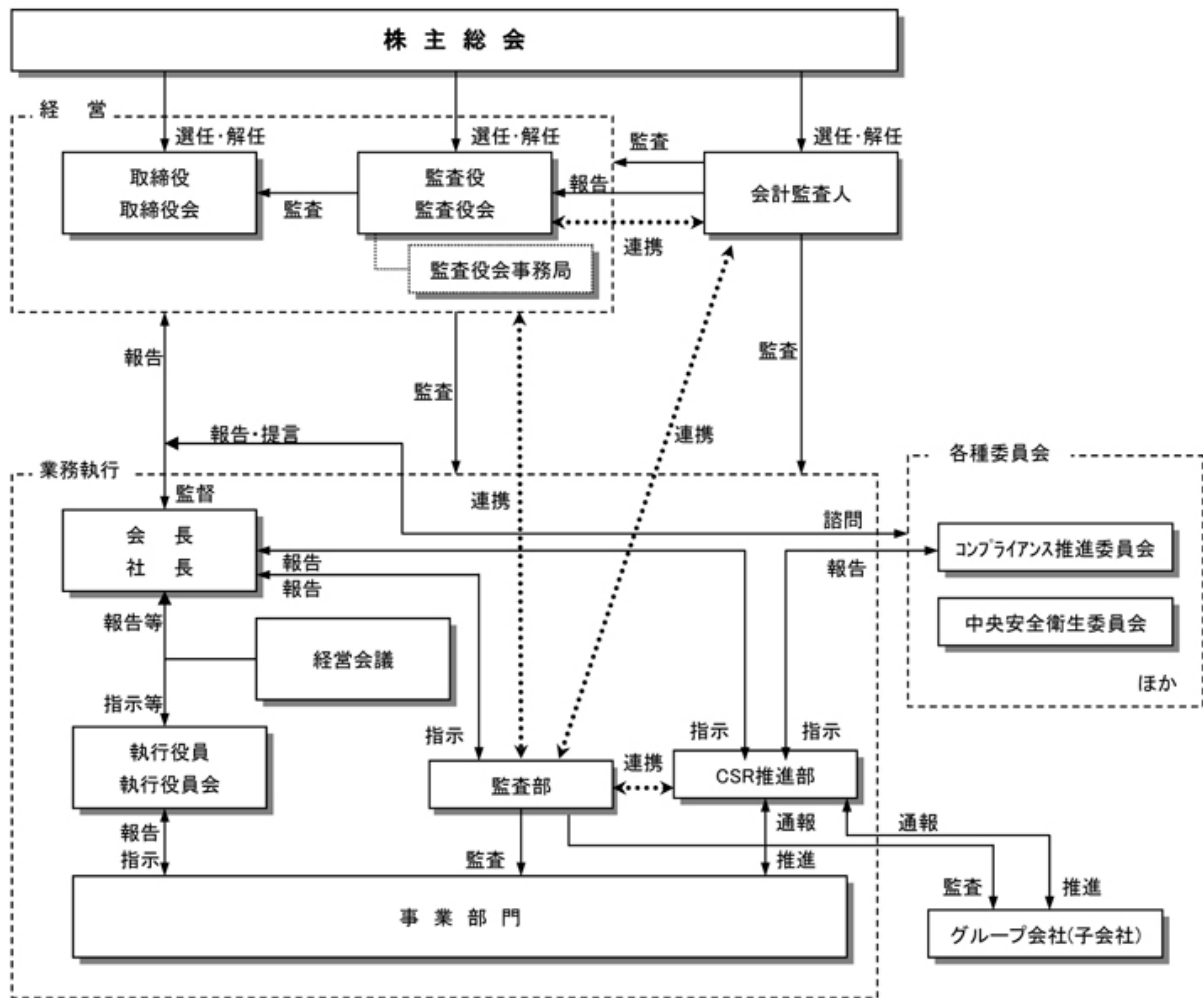 株 主 総 会
経 営
選任・解任
選任・解任
選任・解任
取締役
取締役会
監査
監査役
監査役会
監査
報告
連携
会計監査人
監査役会事務局
報告
監査
監査
報告・提言
連携
業務執行
監督
連携
各種委員会
会 長
社 長
諮問
報告
報告
報告
コンプライアンス推進委員会
報告等
経営会議
中央安全衛生委員会
ほか
指示等
執行役員
執行役員会
指示
監査部
連携
指示
指示
CSR推進部
報告
指示
監査
通報
推進
通報
監査
推進
事 業 部 門
グループ会社(子会社)